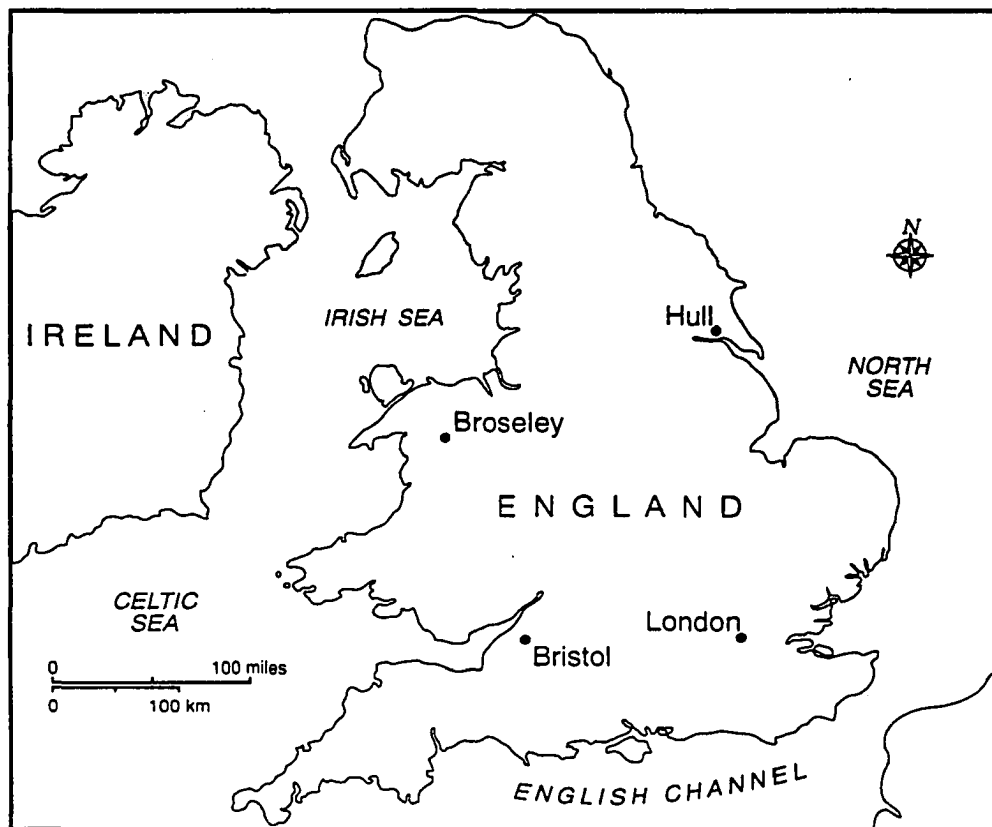 N
IRELAND
IRISH SEA
Hull
NORTH
SEA
Broseley
ENGLAND
CELTIC
SEA
London
Bristol
0 100 miles
0 100 km
ENGLISH CHANNEL